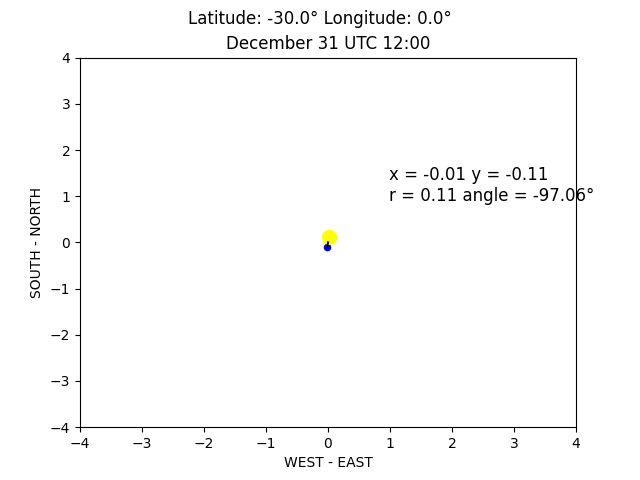 Latitude: -30.0° Longitude: 0.0°
December 31 UTC 12:00
4
3
2
1
0
−1
−2
−3
−4
SOUTH - NORTH
x = -0.01 y = -0.11
r = 0.11 angle = -97.06°
−4 −3 −2 −1 0 1 2 3 4
WEST - EAST